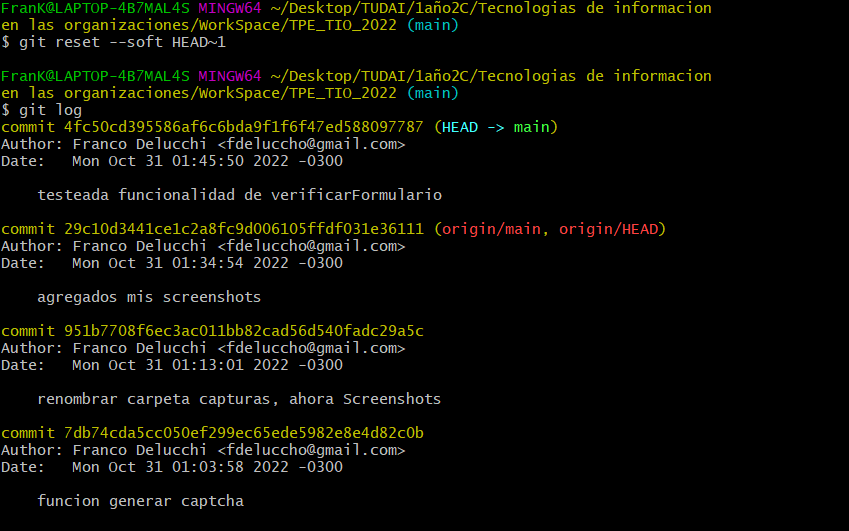 FranK@LAPTOP-4B7MAL4S MINGW64 ~/Desktop/TUDAI/1año2C/Tecnologias de informacion
en las organizaciones/WorkSpace/TPE_TIO_2022 (main)
$ git reset --soft HEAD~1
FranK@LAPTOP-4B7MAL4S MINGW64 ~/Desktop/TUDAI/1año2C/Tecnologias de informacion
en las organizaciones/WorkSpace/TPE_TIO_2022 (main)
$ git log
commit 4fc50cd395586af6c6bda9f1f6f47ed588097787 (HEAD -> main)
Author: Franco Delucchi <fdeluccho@gmail.com>
Date:   Mon Oct 31 01:45:50 2022 -0300
testeada funcionalidad de verificarFormulario
commit 29c10d3441ce1c2a8fc9d006105ffdf031e36111 (origin/main, origin/HEAD)
Author: Franco Delucchi <fdeluccho@gmail.com>
Date:   Mon Oct 31 01:34:54 2022 -0300
agregados mis screenshots
commit 951b7708f6ec3ac011bb82cad56d540fadc29a5c
Author: Franco Delucchi <fdeluccho@gmail.com>
Date:   Mon Oct 31 01:13:01 2022 -0300
renombrar carpeta capturas, ahora Screenshots
commit 7db74cda5cc050ef299ec65ede5982e8e4d82c0b
Author: Franco Delucchi <fdeluccho@gmail.com>
Date:   Mon Oct 31 01:03:58 2022 -0300
funcion generar captcha